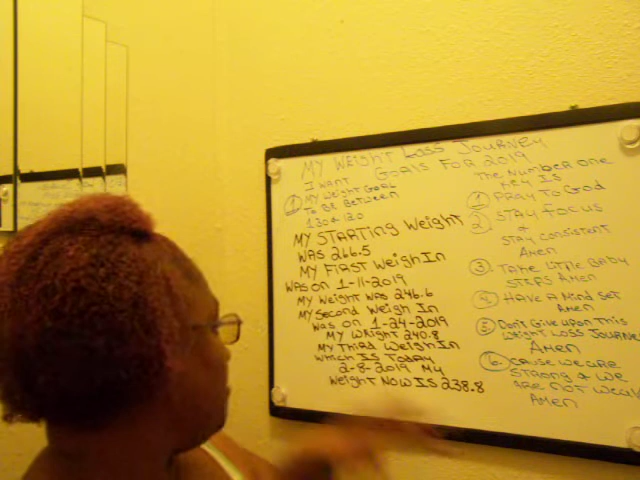 My Weight Loss Journey
Goals For 2019
I Want
① My Weight Goal
To Be Between
130 & 120
My Starting Weight
Was 266.5
My First Weigh In
Was on 1-11-2019
My Weight Was 246.6
My Second Weigh In
Was on 1-24-2019
My Wright 240.8
My Third Weigh In
Which Is Today
2-8-2019 My
Weight Now Is 238.8
The Number One
Key Is
① Pray To God
② Stay Focus
&
Stay Consistent
Amen
③ Take Little Baby
Steps Amen
④ Have A Mind Set
Amen
⑤ Don't Give Upon This
Weight Loss Journey
Amen
⑥ Cause We Are
Strong & We
Are Not Weak
Amen